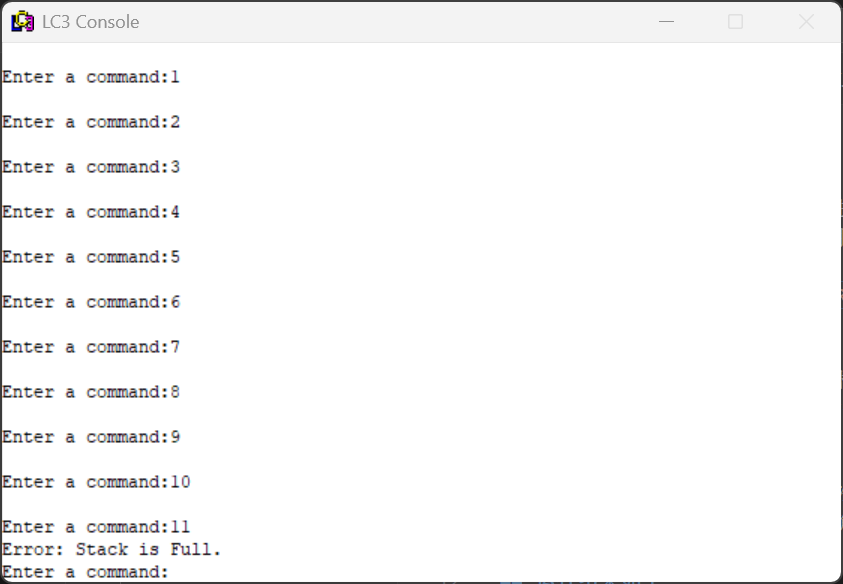 LC3 Console
Enter a command:1
Enter a command:2
Enter a command:3
Enter a command:4
Enter a command:5
Enter a command:6
Enter a command:7
Enter a command:8
Enter a command:9
Enter a command:10
Enter a command:11
Error: Stack is Full.
Enter a command: